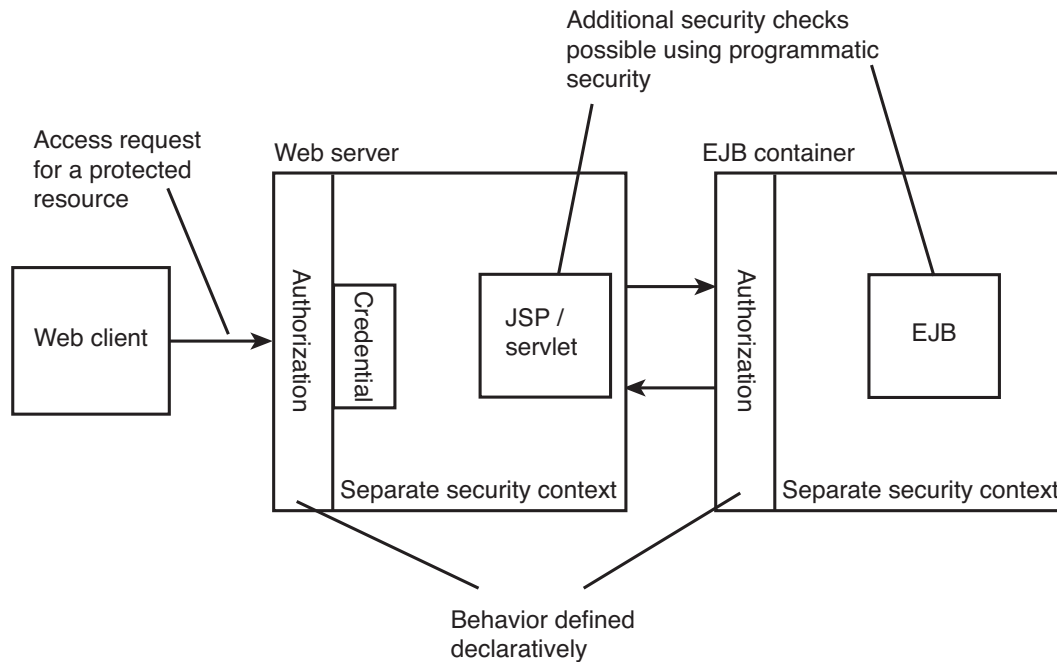 Additional security checks
possible using programmatic
security
Access request
for a protected
resource
Web server
EJB container
Web client
Authorization
Credential
JSP /
servlet
Authorization
EJB
Separate security context
Separate security context
Behavior defined
declaratively